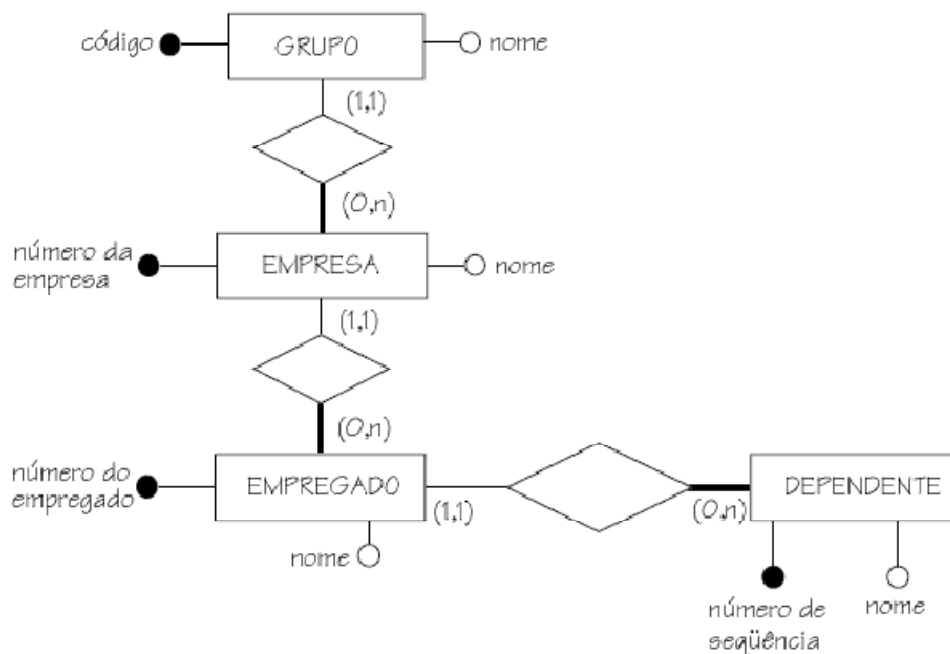 código
GRUPO
nome
(1,1)
(0,n)
número da
empresa
EMPRESA
nome
(1,1)
(0,n)
número do
empregado
EMPREGADO
(1,1)
(0,n)
DEPENDENTE
nome
número de
seqüência
nome